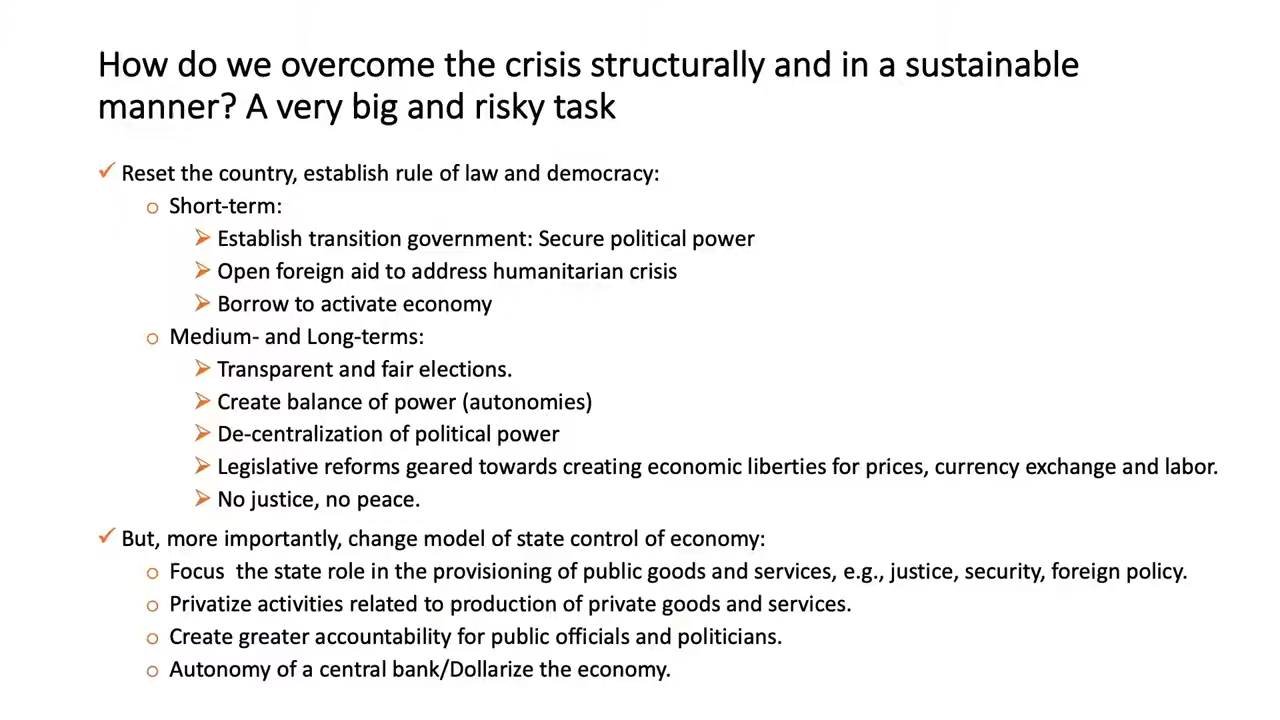 How do we overcome the crisis structurally and in a sustainable
manner? A very big and risky task
Reset the country, establish rule of law and democracy:
Short-term:
Establish transition government: Secure political power
Open foreign aid to address humanitarian crisis
Borrow to activate economy
Medium- and Long-terms:
Transparent and fair elections.
Create balance of power (autonomies)
De-centralization of political power
Legislative reforms geared towards creating economic liberties for prices, currency exchange and labor.
No justice, no peace.
But, more importantly, change model of state control of economy:
Focus  the state role in the provisioning of public goods and services, e.g., justice, security, foreign policy.
Privatize activities related to production of private goods and services.
Create greater accountability for public officials and politicians.
Autonomy of a central bank/Dollarize the economy.